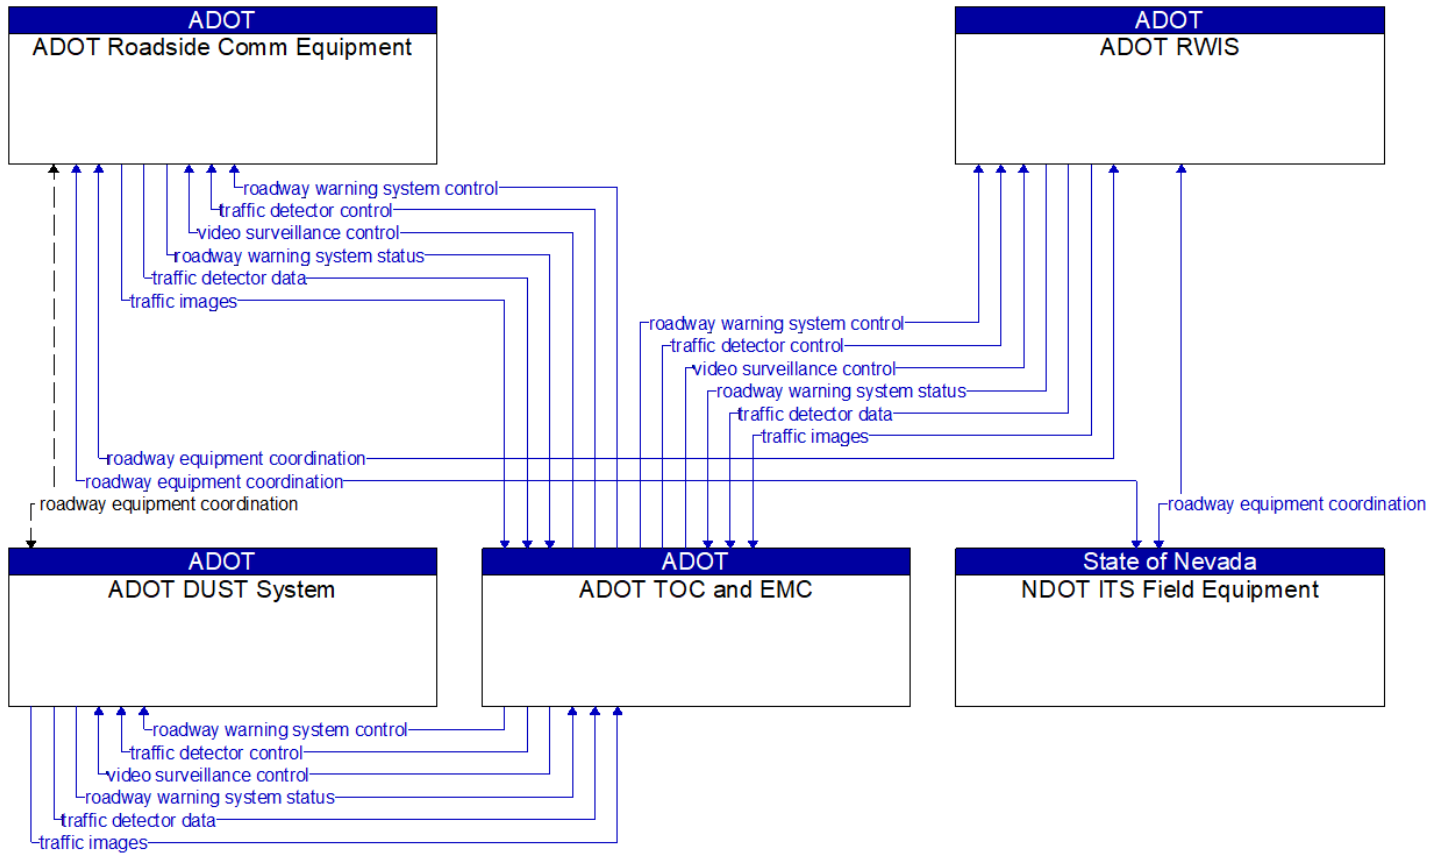 ADOT
ADOT Roadside Comm Equipment
ADOT
ADOT RWIS
roadway warning system control
traffic detector control
video surveillance control
roadway warning system status
traffic detector data
traffic images
roadway warning system control
traffic detector control
video surveillance control
roadway warning system status
traffic detector data
traffic images
roadway equipment coordination
roadway equipment coordination
roadway equipment coordination
roadway equipment coordination
ADOT
ADOT DUST System
ADOT
ADOT TOC and EMC
State of Nevada
NDOT ITS Field Equipment
roadway warning system control
traffic detector control
video surveillance control
roadway warning system status
traffic detector data
traffic images